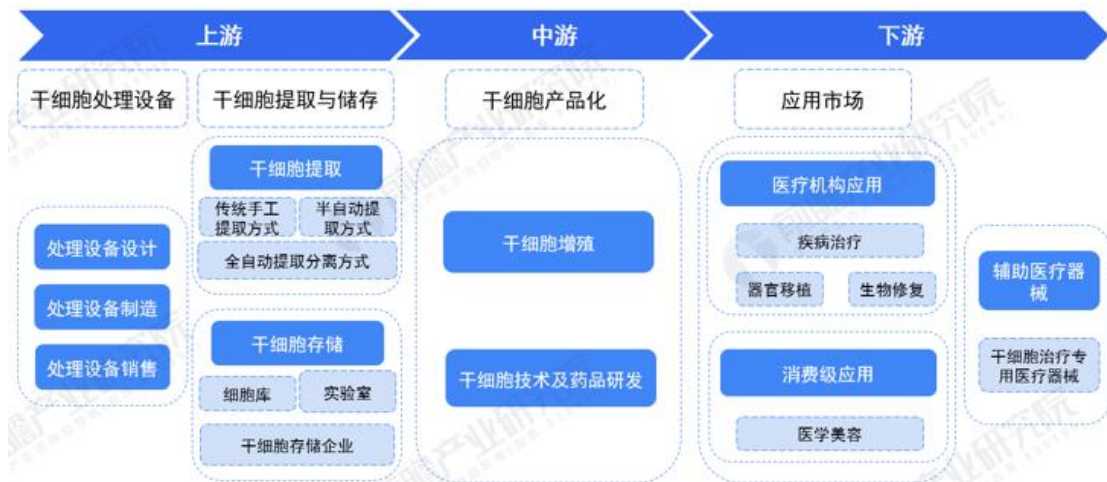 上游
中游
下游
干细胞处理设备
干细胞提取与储存
干细胞产品化
应用市场
处理设备设计
处理设备制造
处理设备销售
干细胞提取
传统手工
提取方式
半自动提
取方式
全自动提取分离方式
干细胞存储
细胞库
实验室
干细胞存储企业
干细胞增殖
干细胞技术及药品研发
医疗机构应用
疾病治疗
器官移植
生物修复
消费级应用
医学美容
辅助医疗器
械
干细胞治疗专
用医疗器械
前瞻产业研究院